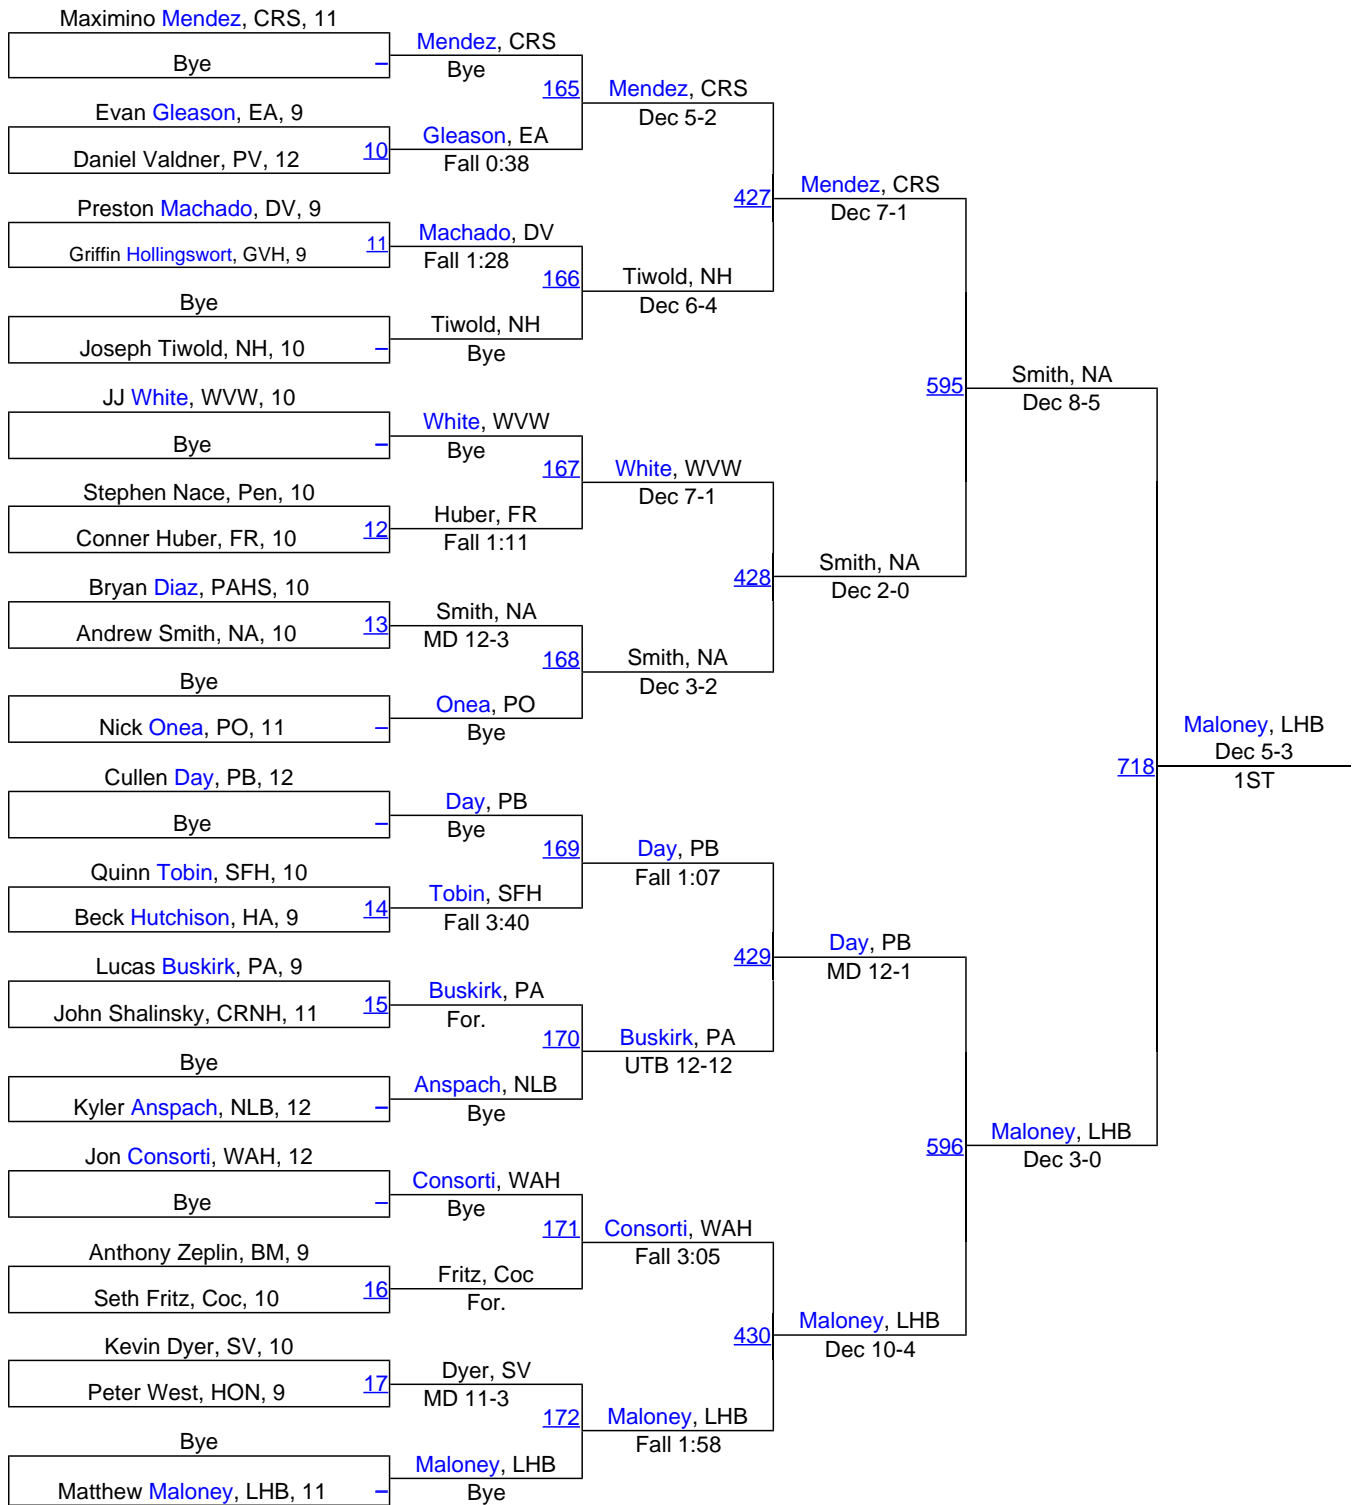 Maximino Mendez, CRS, 11
Bye –
Mendez, CRS
Bye
165
Evan Gleason, EA, 9
Daniel Valdner, PV, 12 10
Gleason, EA
Fall 0:38
Mendez, CRS
Dec 5-2
427
Preston Machado, DV, 9
Griffin Hollingswort, GVH, 9 11
Machado, DV
Fall 1:28
166
Bye
Joseph Tiwold, NH, 10 –
Tiwold, NH
Bye
Tiwold, NH
Dec 6-4
Mendez, CRS
Dec 7-1
595
JJ White, WVW, 10
Bye –
White, WVW
Bye
167
Stephen Nace, Pen, 10
Conner Huber, FR, 10 12
Huber, FR
Fall 1:11
White, WVW
Dec 7-1
428
Bryan Diaz, PAHS, 10
Andrew Smith, NA, 10 13
Smith, NA
MD 12-3
168
Bye
Nick Onea, PO, 11 –
Onea, PO
Bye
Smith, NA
Dec 3-2
Smith, NA
Dec 2-0
Smith, NA
Dec 8-5
718
Cullen Day, PB, 12
Bye –
Day, PB
Bye
169
Quinn Tobin, SFH, 10
Beck Hutchison, HA, 9 14
Tobin, SFH
Fall 3:40
Day, PB
Fall 1:07
429
Lucas Buskirk, PA, 9
John Shalinsky, CRNH, 11 15
Buskirk, PA
For.
170
Bye
Kyler Anspach, NLB, 12 –
Anspach, NLB
Bye
Buskirk, PA
UTB 12-12
Day, PB
MD 12-1
596
Jon Consorti, WAH, 12
Bye –
Consorti, WAH
Bye
171
Anthony Zeplin, BM, 9
Seth Fritz, Coc, 10 16
Fritz, Coc
For.
Consorti, WAH
Fall 3:05
430
Kevin Dyer, SV, 10
Peter West, HON, 9 17
Dyer, SV
MD 11-3
172
Bye
Matthew Maloney, LHB, 11 –
Maloney, LHB
Bye
Maloney, LHB
Fall 1:58
Maloney, LHB
Dec 10-4
Maloney, LHB
Dec 3-0
Maloney, LHB
Dec 5-3
1ST